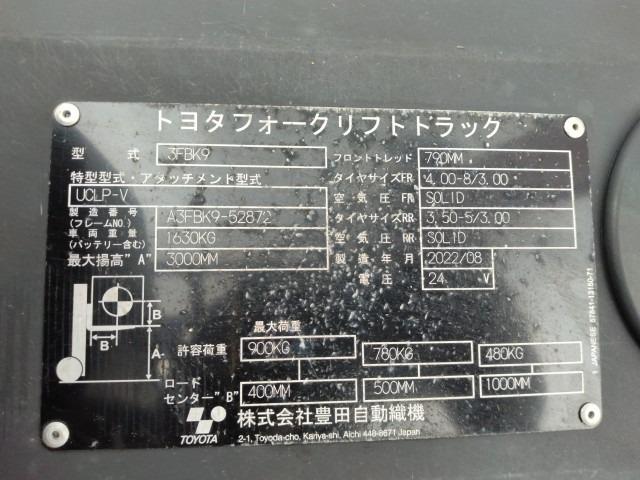 トヨタフォークリフトトラック
型 式 3FBK9 フロントトレッド 790MM
特型型式・アタッチメント型式 タイヤサイズFR 4.00-8/3.00
UCLP-V 空気圧 FR SOLID
製造番号(フレームNO.) A3FBK9-52872 タイヤサイズRR 3.50-5/3.00
車両重量(バッテリー含む) 1630KG 空気圧 RR SOLID
最大揚高"A" 3000MM 製造年月 2022/08
電圧 24 V
B
B
A
最大荷重
許容荷重 900KG 780KG 480KG
ロードセンター"B" 400MM 500MM 1000MM
TOYOTA 株式会社豊田自動織機
2-1, Toyoda-cho, Kariya-shi, Aichi 448-8671 Japan
JAPANESE 57841-13160-71